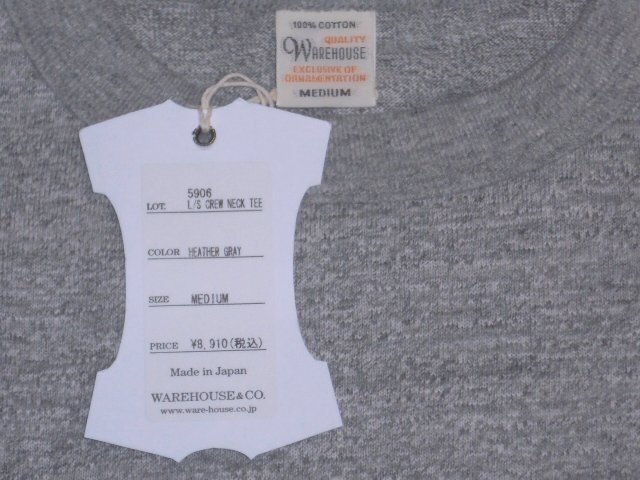 100% COTTON
QUALITY
WAREHOUSE
EXCLUSIVE OF
ORNAMENTATION
MEDIUM
5906
LOT. L/S CREW NECK TEE
COLOR HEATHER GRAY
SIZE MEDIUM
PRICE ¥8,910(税込)
Made in Japan
WAREHOUSE & CO.
www.ware-house.co.jp